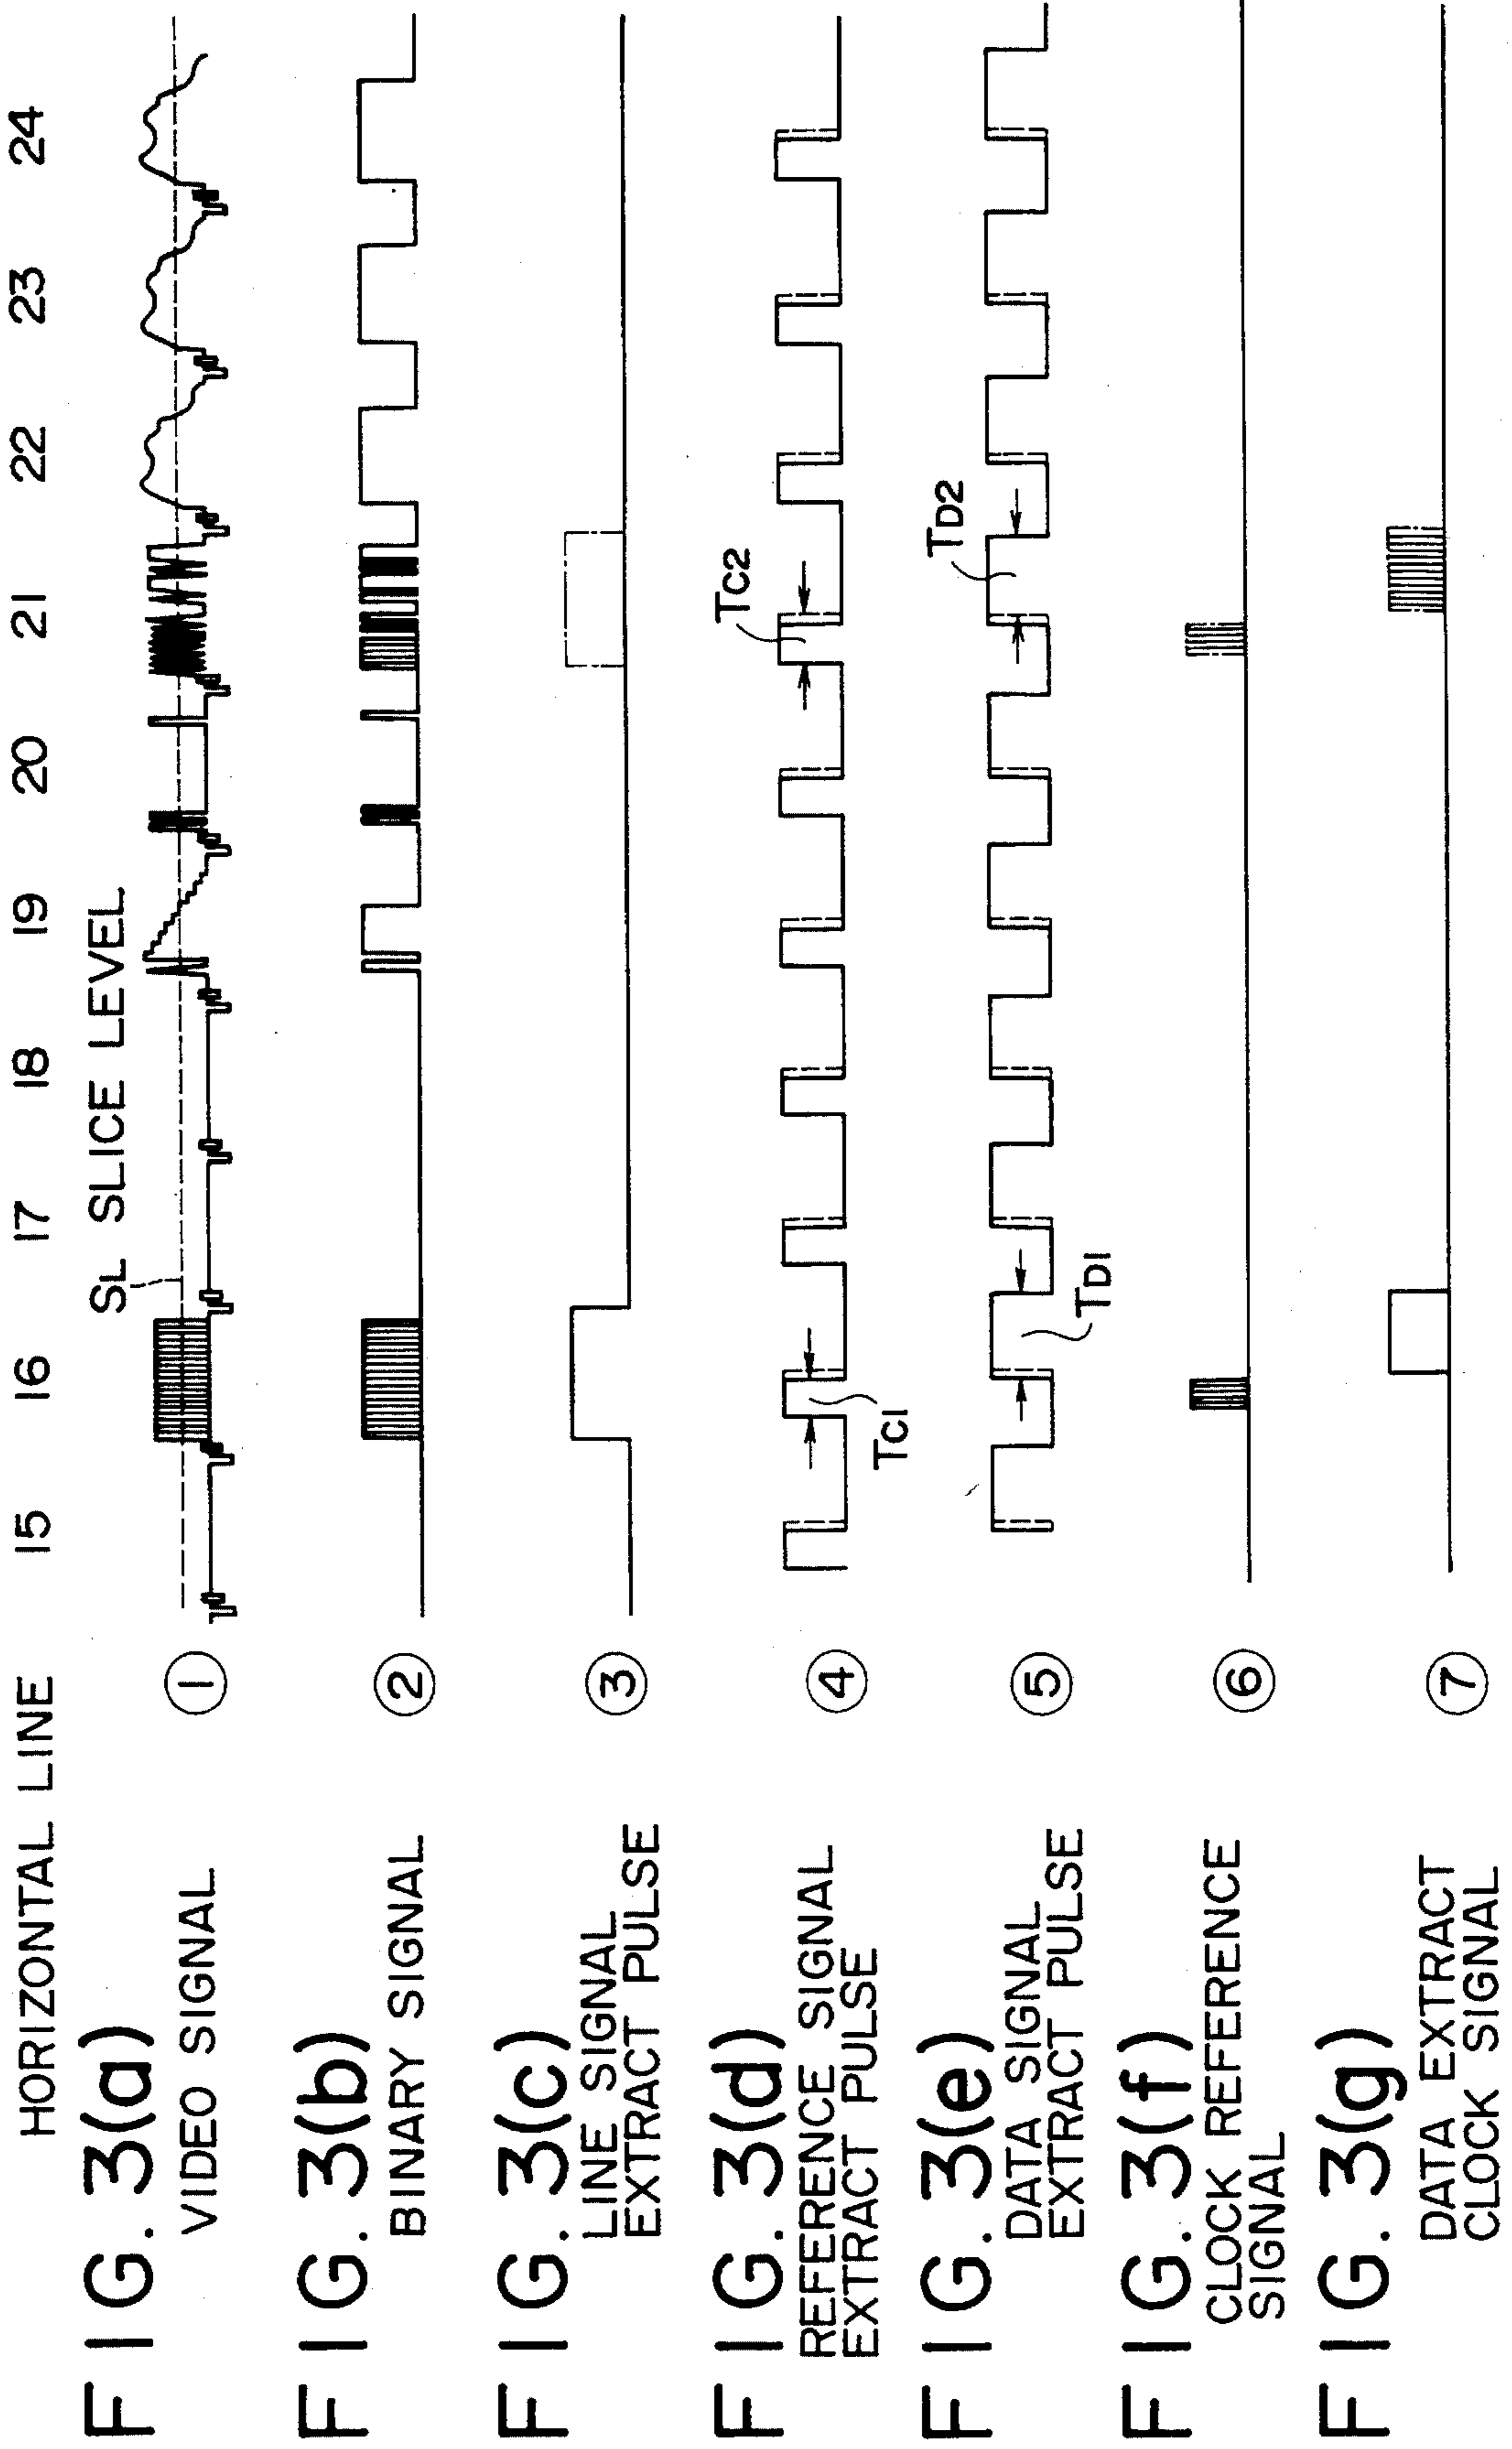 HORIZONTAL LINE 15 16 17 18 19 20 21 22 23 24
FIG. 3(a)
VIDEO SIGNAL
①
SL SLICE LEVEL
FIG. 3(b)
BINARY SIGNAL
②
FIG. 3(c)
LINE SIGNAL
EXTRACT PULSE
③
FIG. 3(d)
REFERENCE SIGNAL
EXTRACT PULSE
④
TC1
TC2
FIG. 3(e)
DATA SIGNAL
EXTRACT PULSE
⑤
TD1
TD2
FIG. 3(f)
CLOCK REFERENCE
SIGNAL
⑥
FIG. 3(g)
DATA EXTRACT
CLOCK SIGNAL
⑦